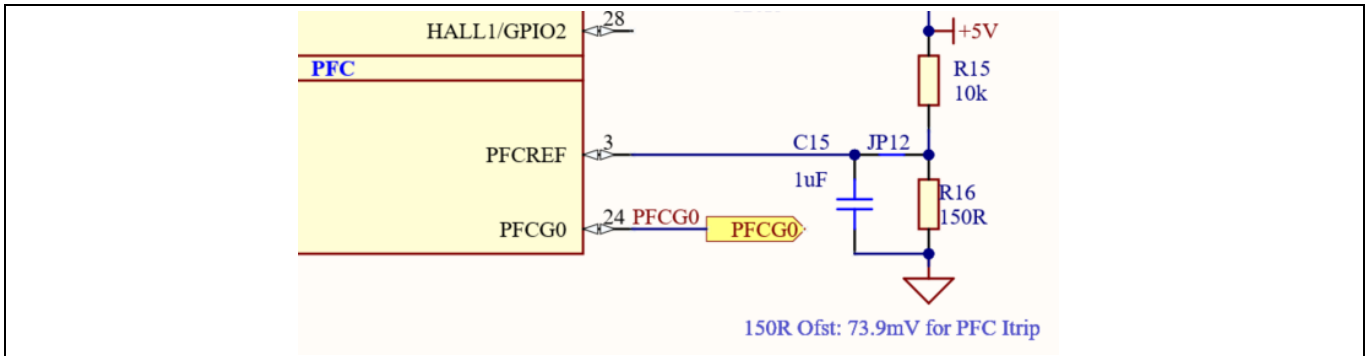 HALL1/GPIO2
28
+5V
PFC
R15
10k
PFCREF
3
C15
JP12
1uF
R16
150R
PFCG0
24
PFCG0
PFCG0
150R Ofst: 73.9mV for PFC Itrip